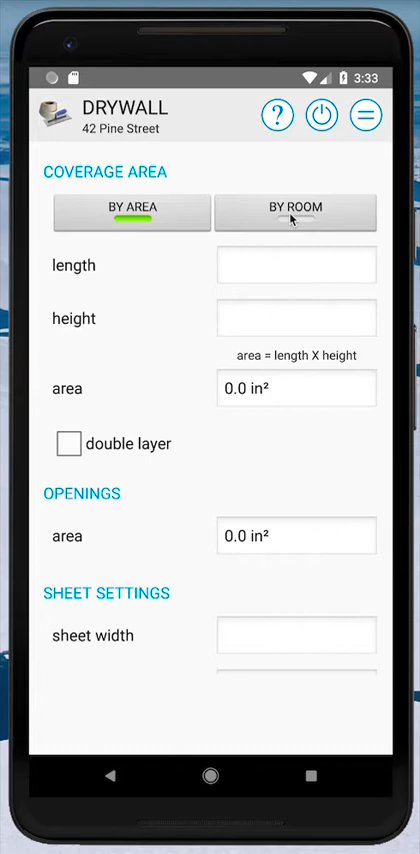 3:33
DRYWALL
42 Pine Street
?
COVERAGE AREA
BY AREA
BY ROOM
length
height
area = length X height
area
0.0 in²
double layer
OPENINGS
area
0.0 in²
SHEET SETTINGS
sheet width